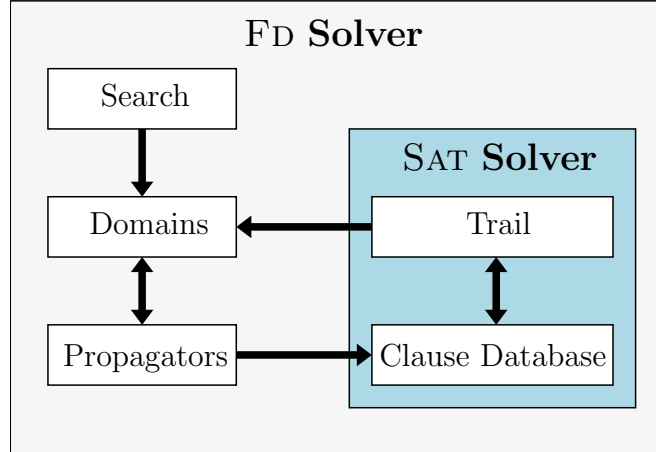 FD Solver
Search
SAT Solver
Domains
Trail
Propagators
Clause Database